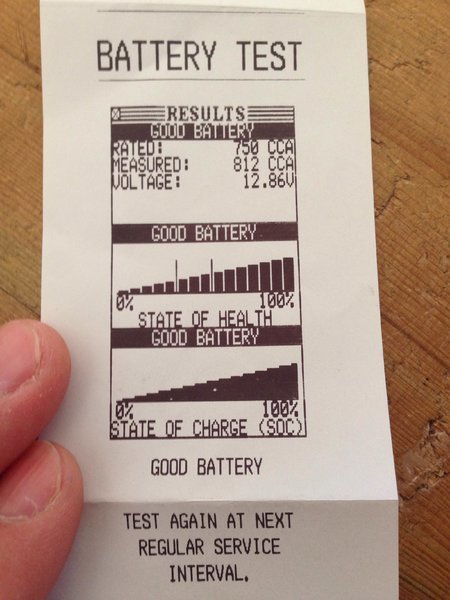 BATTERY TEST
RESULTS
GOOD BATTERY
RATED: 750 CCA
MEASURED: 812 CCA
VOLTAGE: 12.86V
GOOD BATTERY
0% 100%
STATE OF HEALTH
GOOD BATTERY
0% 100%
STATE OF CHARGE (SOC)
GOOD BATTERY
TEST AGAIN AT NEXT
REGULAR SERVICE
INTERVAL.